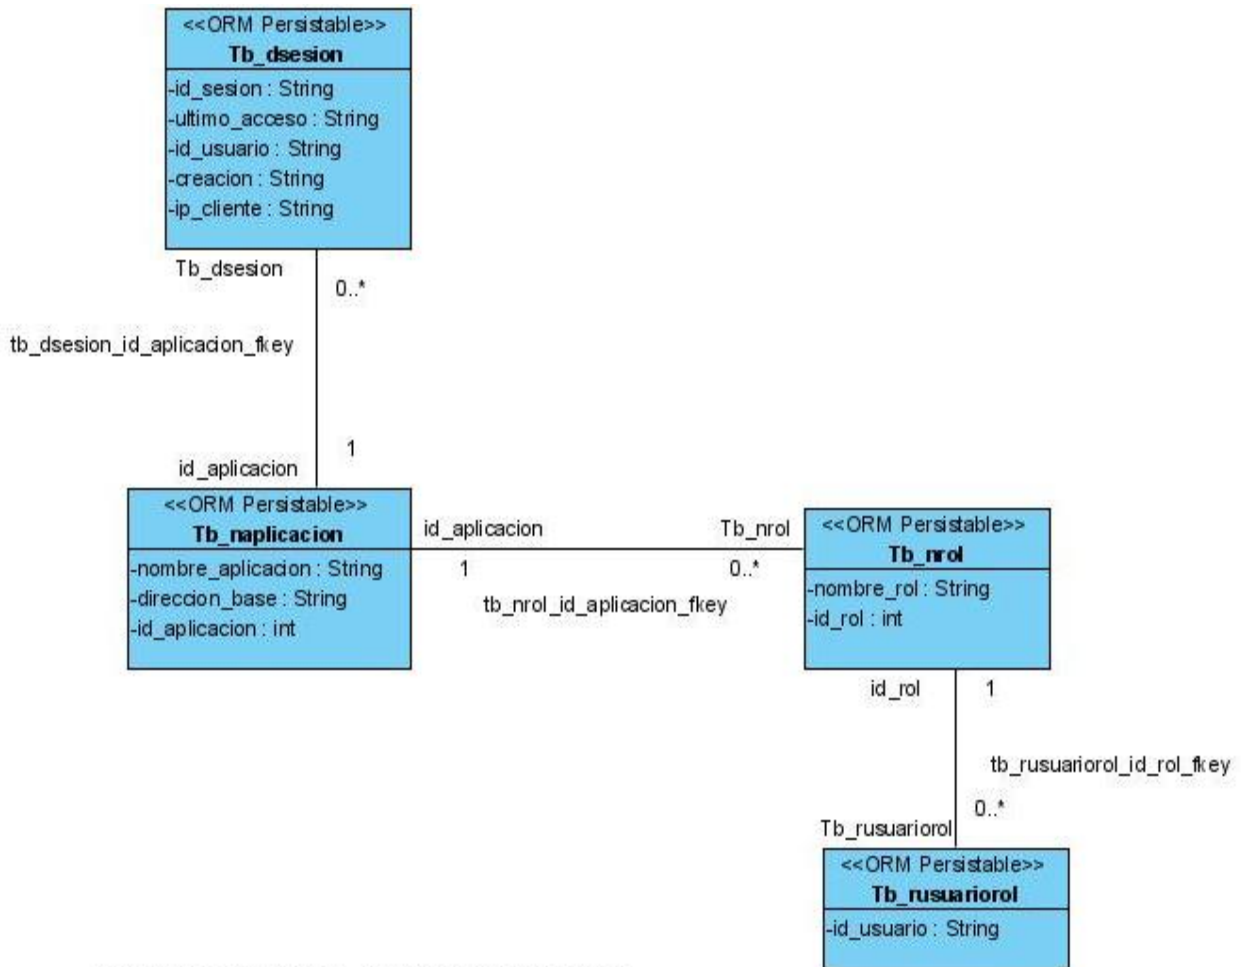 <<ORM Persistable>>
Tb_dsesion
-id_sesion : String
-ultimo_acceso : String
-id_usuario : String
-creacion : String
-ip_cliente : String
Tb_dsesion
0..*
tb_dsesion_id_aplicacion_fkey
1
id_aplicacion
<<ORM Persistable>>
Tb_naplicacion
-nombre_aplicacion : String
-direccion_base : String
-id_aplicacion : int
id_aplicacion
1
tb_nrol_id_aplicacion_fkey
Tb_nrol
0..*
<<ORM Persistable>>
Tb_nrol
-nombre_rol : String
-id_rol : int
id_rol
1
tb_rusuariorol_id_rol_fkey
0..*
Tb_rusuariorol
<<ORM Persistable>>
Tb_rusuariorol
-id_usuario : String